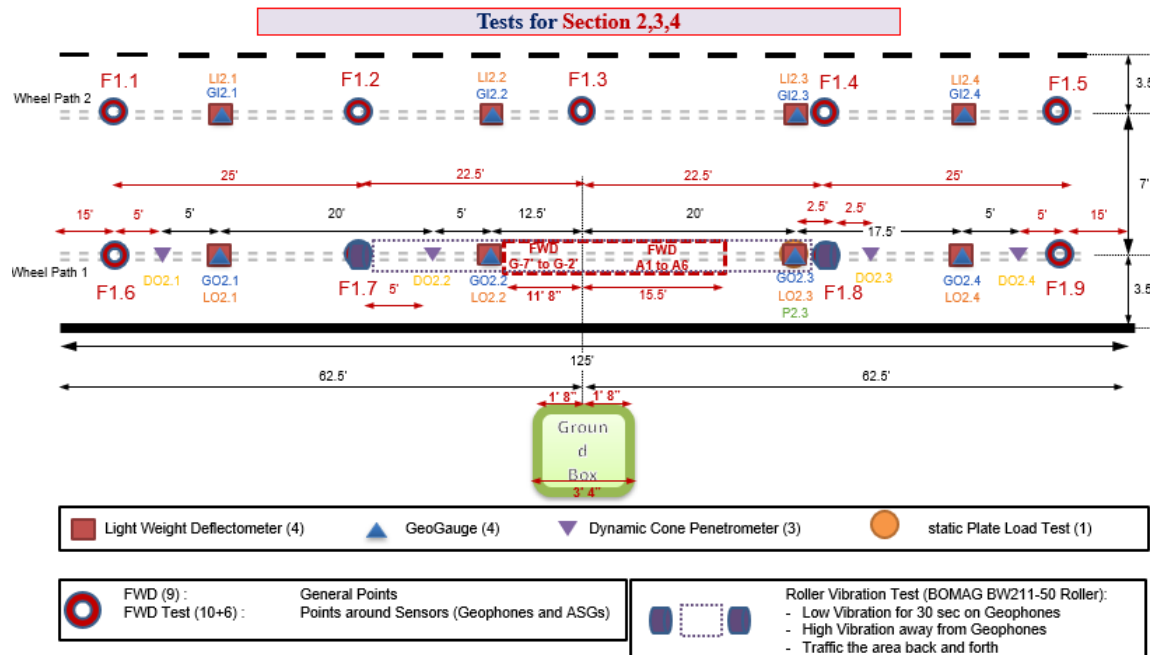 Tests for Section 2,3,4
F1.1 LI2.1 F1.2 LI2.2 F1.3 LI2.3 F1.4 LI2.4 F1.5
GI2.1 GI2.2 GI2.3 GI2.4
Wheel Path 2
3.5'
25' 22.5' 22.5' 25'
7'
15' 5' 5' 20' 5' 12.5' 20' 2.5' 2.5' 17.5' 5' 5' 15'
Wheel Path 1
FWD FWD
G-7' to G-2' A1 to A6
DO2.1 GO2.1 DO2.2 GO2.2 GO2.3 DO2.3 GO2.4 DO2.4
F1.6 LO2.1 F1.7 5' LO2.2 11' 8" 15.5' LO2.3 F1.8 LO2.4 F1.9
P2.3
3.5'
125'
62.5' 62.5'
1' 8" 1' 8"
Groun
d
Box
3' 4"
Light Weight Deflectometer (4) GeoGauge (4) Dynamic Cone Penetrometer (3) static Plate Load Test (1)
FWD (9) : General Points
FWD Test (10+6) : Points around Sensors (Geophones and ASGs)
Roller Vibration Test (BOMAG BW211-50 Roller):
- Low Vibration for 30 sec on Geophones
- High Vibration away from Geophones
- Traffic the area back and forth